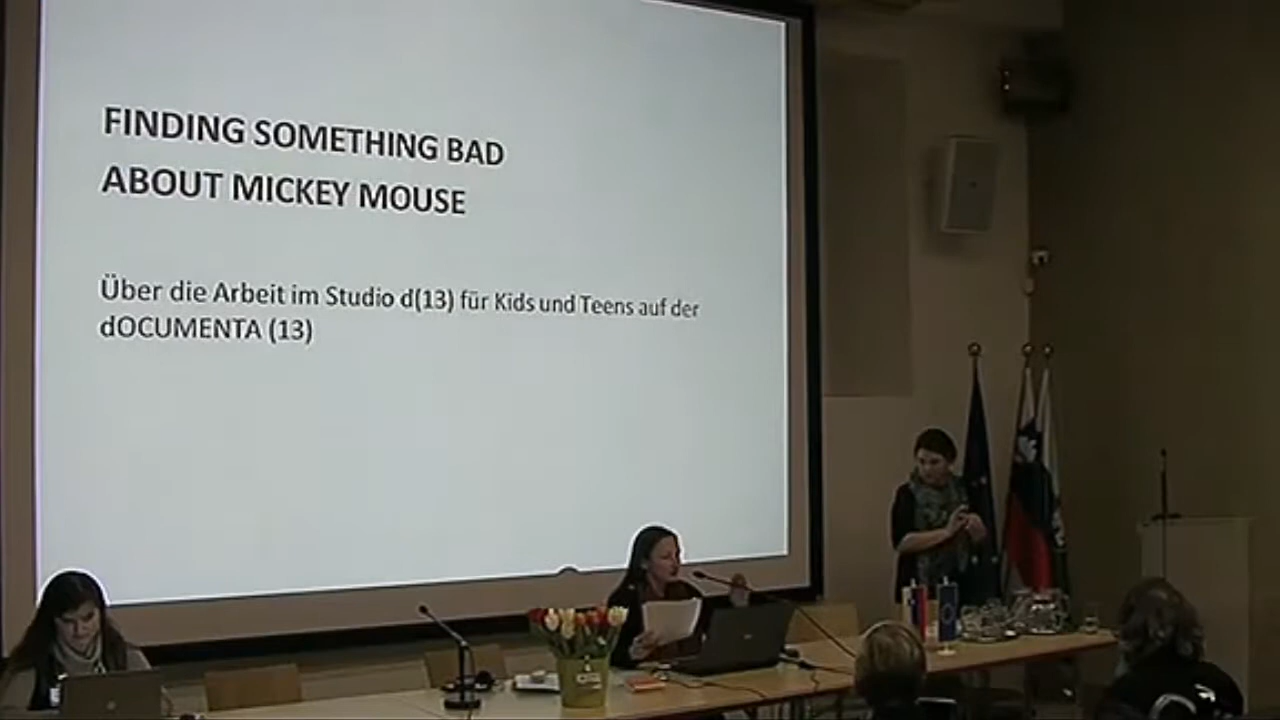 FINDING SOMETHING BAD
ABOUT MICKEY MOUSE
Über die Arbeit im Studio d(13) für Kids und Teens auf der
dOCUMENTA (13)